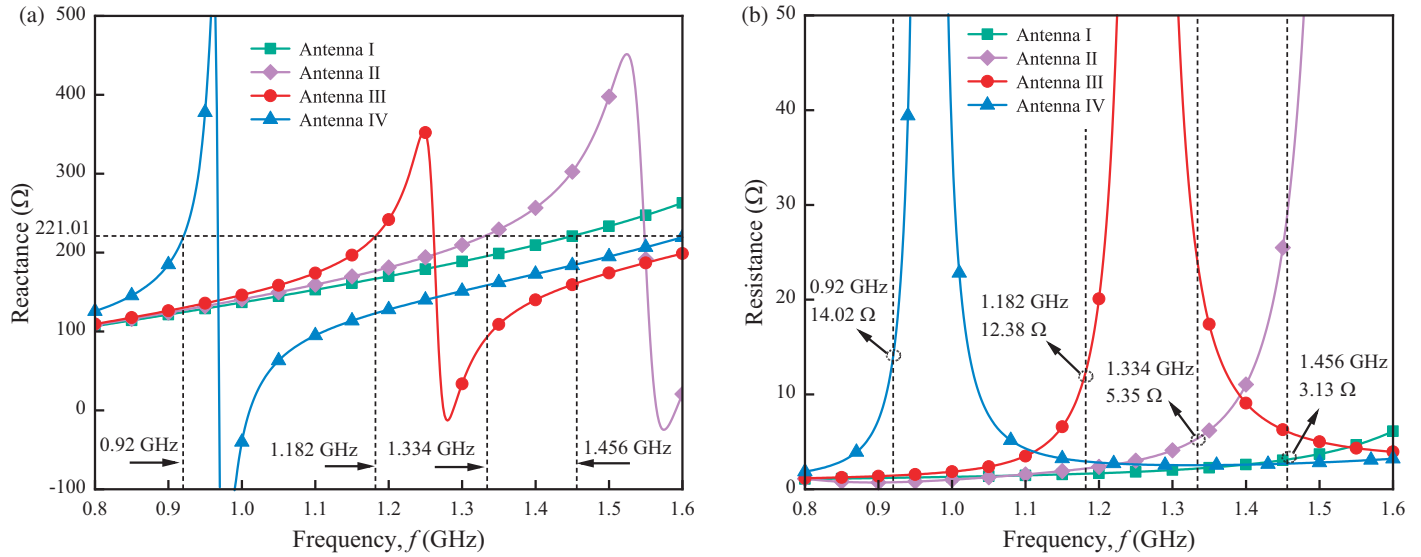 (a)
500
400
300
221.01
200
100
0
-100
Reactance (Ω)
Antenna I
Antenna II
Antenna III
Antenna IV
0.92 GHz
1.182 GHz
1.334 GHz
1.456 GHz
0.8
0.9
1.0
1.1
1.2
1.3
1.4
1.5
1.6
Frequency, f (GHz)
(b)
50
40
30
20
10
0
Resistance (Ω)
Antenna I
Antenna II
Antenna III
Antenna IV
0.92 GHz
14.02 Ω
1.182 GHz
12.38 Ω
1.334 GHz
5.35 Ω
1.456 GHz
3.13 Ω
0.8
0.9
1.0
1.1
1.2
1.3
1.4
1.5
1.6
Frequency, f (GHz)